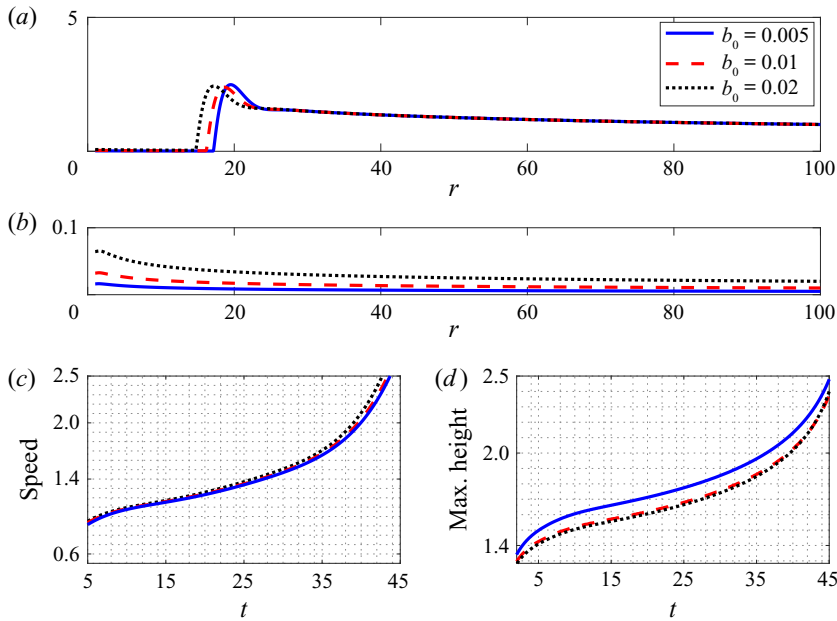 (a)
5
b₀ = 0.005
b₀ = 0.01
b₀ = 0.02
0 20 40 60 80 100
r
(b)
0.1
0 20 40 60 80 100
r
(c) 2.5
2.0
1.4
0.6
Speed
5 15 25 35 45
t
(d) 2.5
2.0
1.4
Max. height
5 15 25 35 45
t